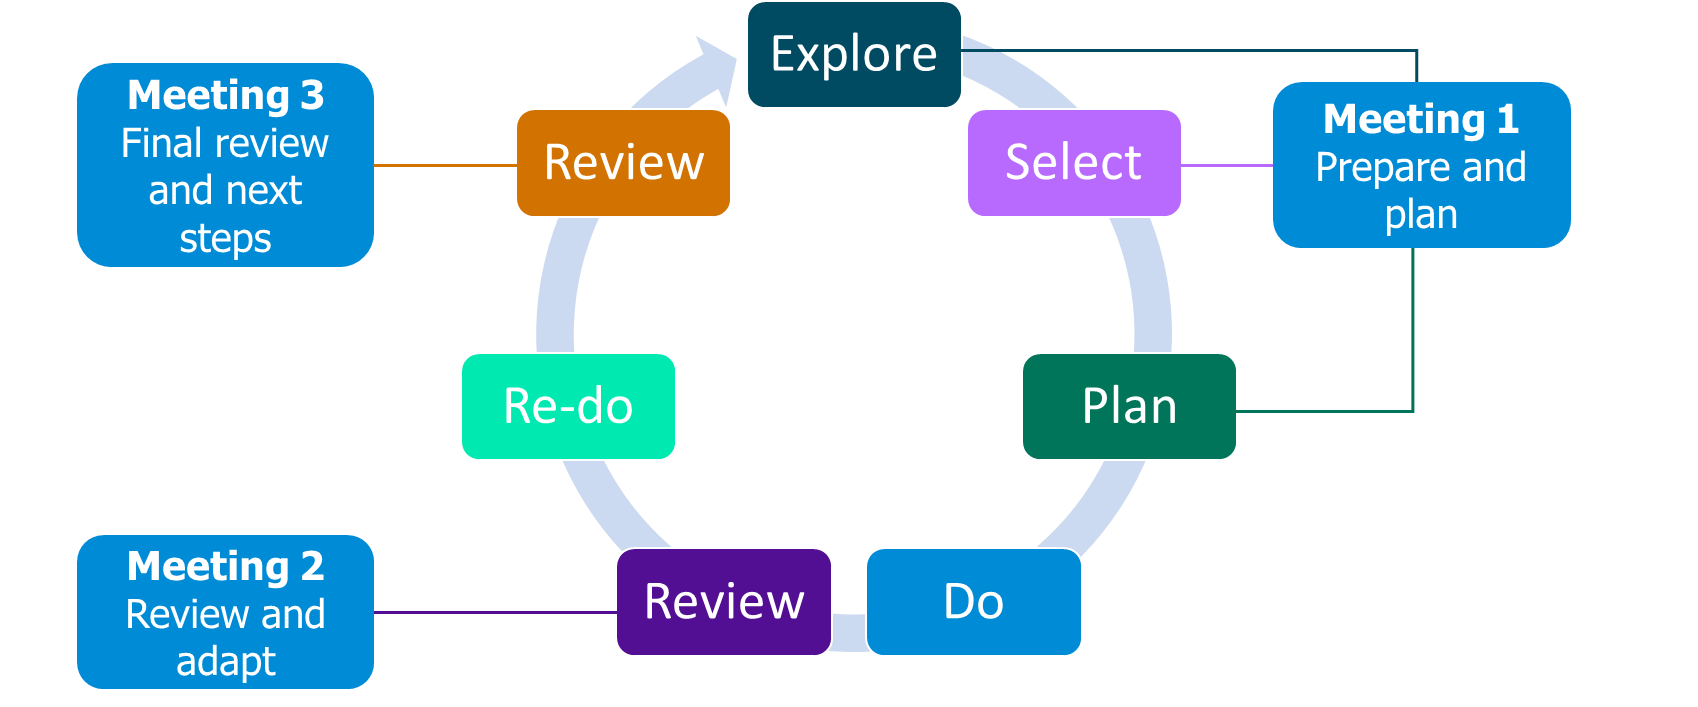 Explore
Meeting 3
Final review
and next
steps
Review
Select
Meeting 1
Prepare and
plan
Re-do
Plan
Meeting 2
Review and
adapt
Review
Do